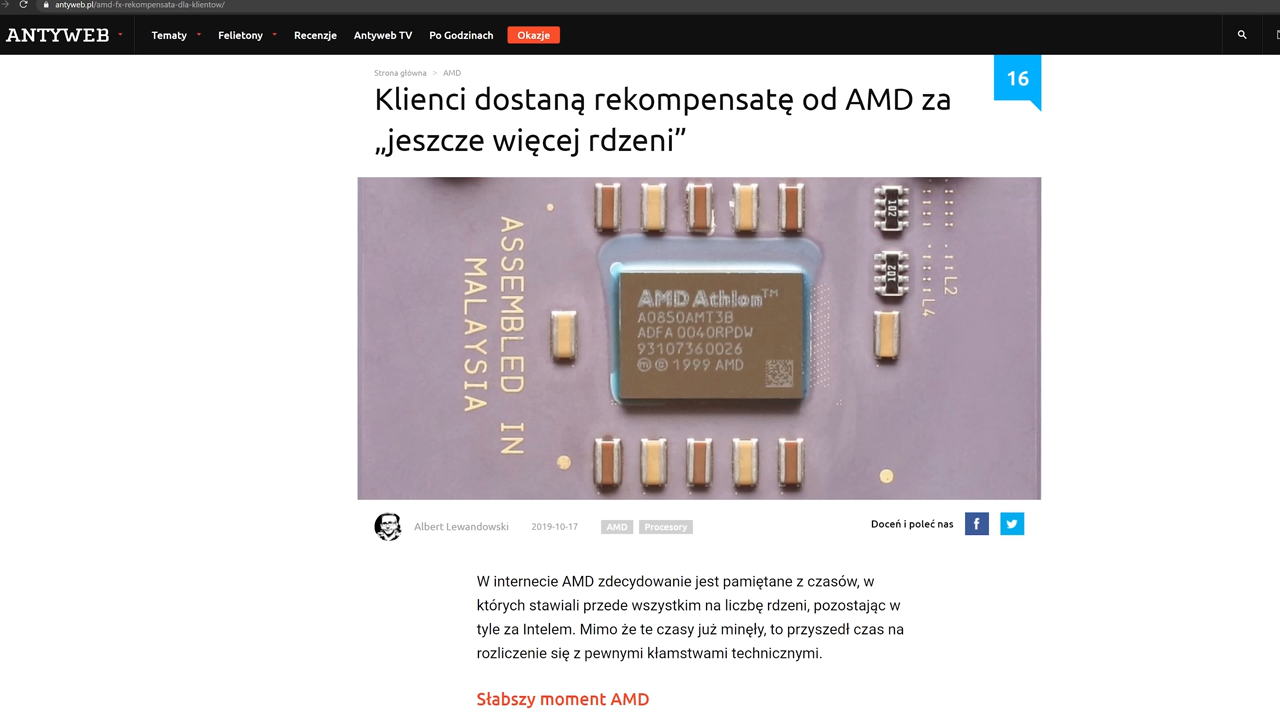 antyweb.pl/amd-fx-rekompensata-dla-klientow/
ANTYWEB
Tematy
Felietony
Recenzje
Antyweb TV
Po Godzinach
Okazje
Strona główna > AMD
16
Klienci dostaną rekompensatę od AMD za
„jeszcze więcej rdzeni”
ASSEMBLED IN
MALAYSIA
AMD Athlon™
A0850AMT3B
ADFA 0040RPDW
93107360026
ⓜ © 1999 AMD
102
102
L2
L4
Albert Lewandowski
2019-10-17
AMD
Procesory
Doceń i poleć nas
W internecie AMD zdecydowanie jest pamiętane z czasów, w
których stawiali przede wszystkim na liczbę rdzeni, pozostając w
tyle za Intelem. Mimo że te czasy już minęły, to przyszedł czas na
rozliczenie się z pewnymi kłamstwami technicznymi.
Słabszy moment AMD